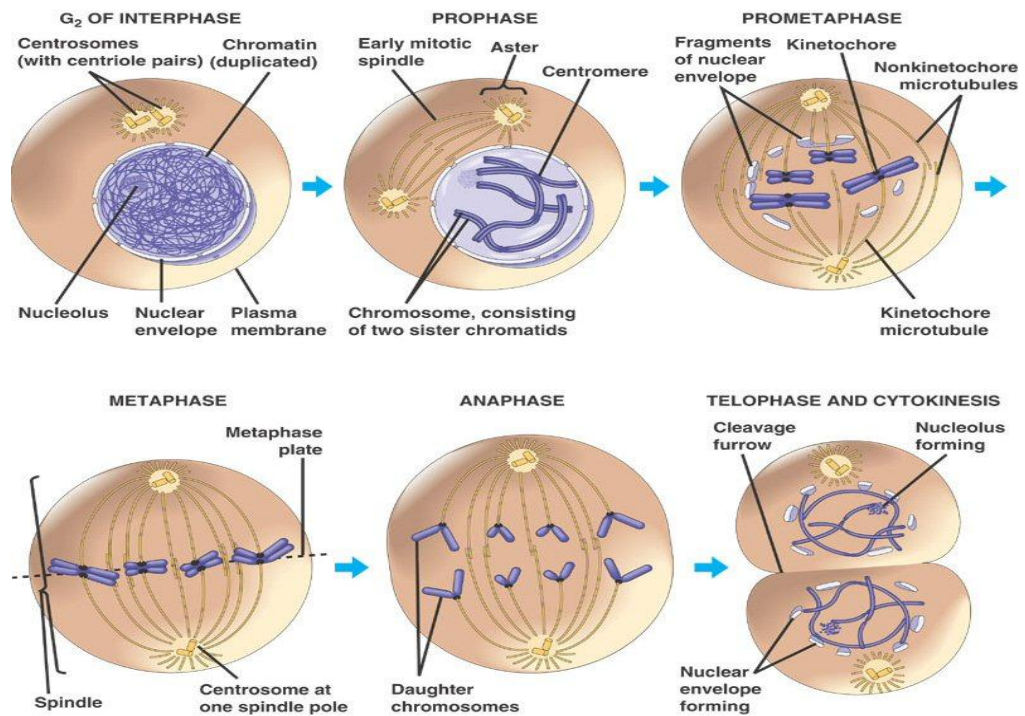 G₂ OF INTERPHASE
PROPHASE
PROMETAPHASE
Centrosomes
(with centriole pairs)
Chromatin
(duplicated)
Early mitotic
spindle
Aster
Centromere
Fragments
of nuclear
envelope
Kinetochore
Nonkinetochore
microtubules
Nucleolus
Nuclear
envelope
Plasma
membrane
Chromosome, consisting
of two sister chromatids
Kinetochore
microtubule
METAPHASE
ANAPHASE
TELOPHASE AND CYTOKINESIS
Metaphase
plate
Cleavage
furrow
Nucleolus
forming
Spindle
Centrosome at
one spindle pole
Daughter
chromosomes
Nuclear
envelope
forming